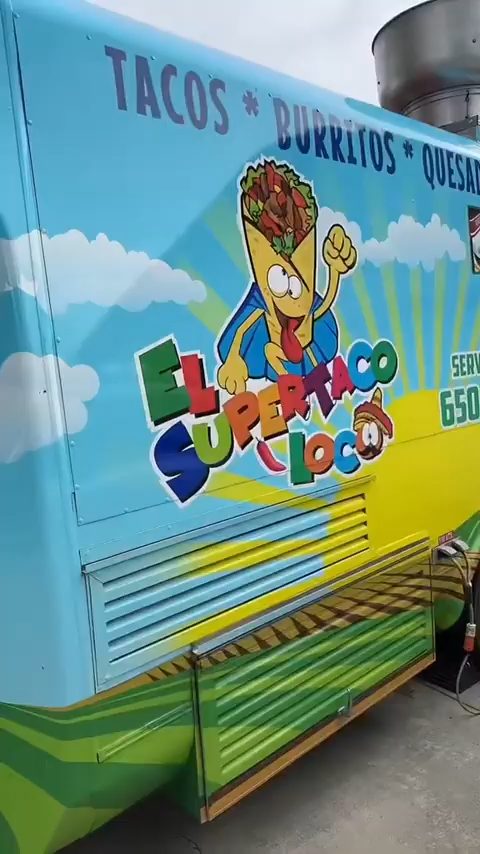 TACOS * BURRITOS * QUESAD
EL
SUPERTACO
LOCO
SERV
650